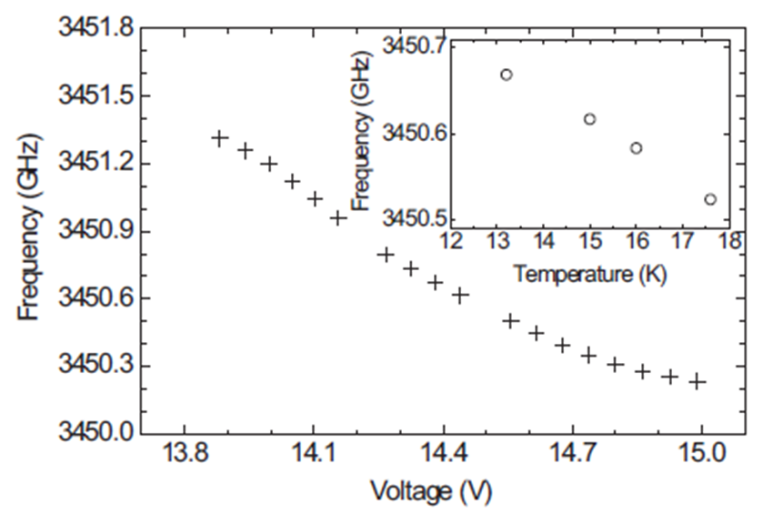 3451.8
3451.5
3451.2
3450.9
3450.6
3450.3
3450.0
Frequency (GHz)
13.8 14.1 14.4 14.7 15.0
Voltage (V)
3450.7
3450.6
3450.5
Frequency (GHz)
12 13 14 15 16 17 18
Temperature (K)